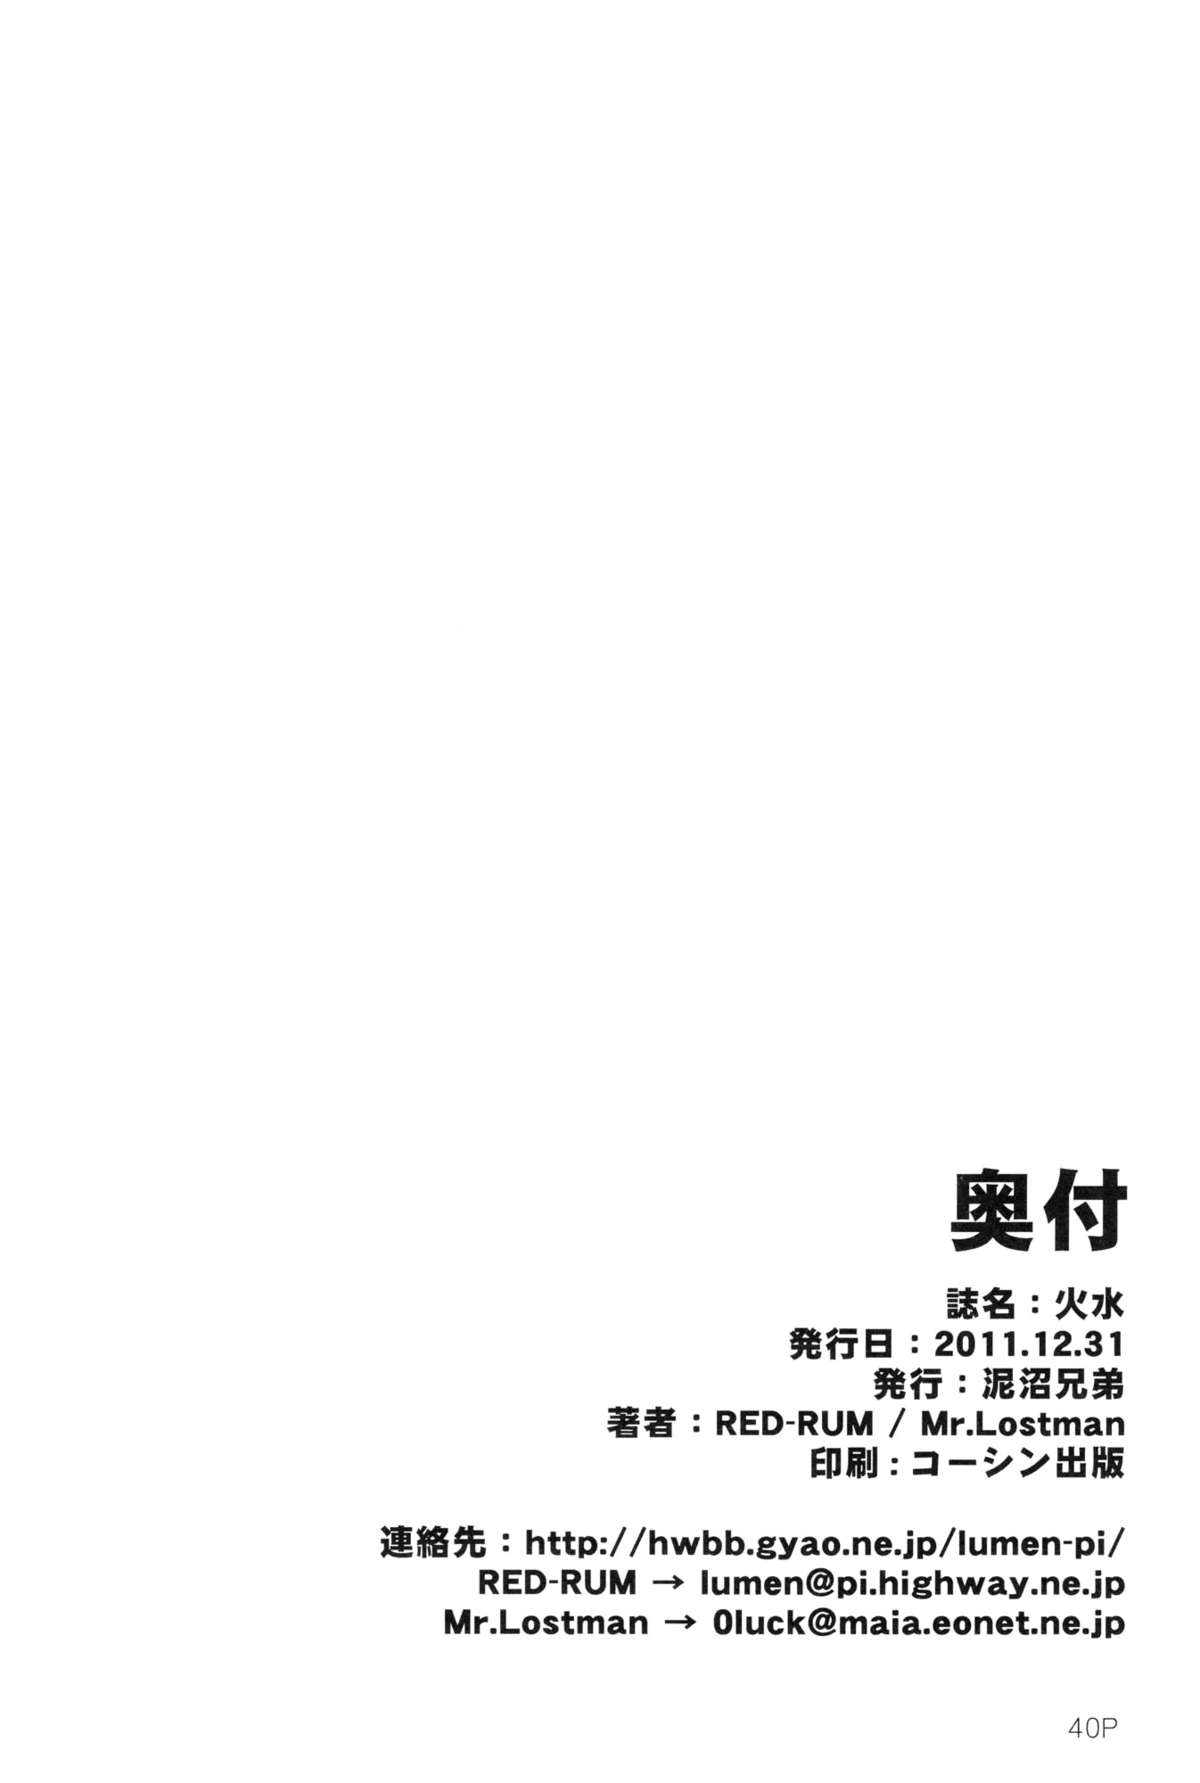 奥付
誌名：火水
発行日：2011.12.31
発行：泥沼兄弟
著者：RED-RUM / Mr.Lostman
印刷：コーシン出版
連絡先：http://hwbb.gyao.ne.jp/lumen-pi/
RED-RUM → lumen@pi.highway.ne.jp
Mr.Lostman → 0luck@maia.eonet.ne.jp
40P